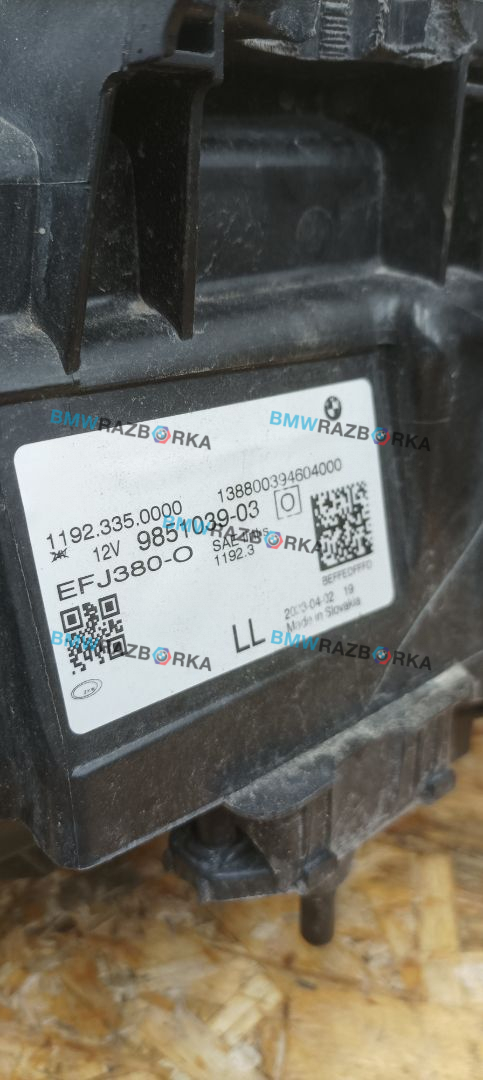 BMWRAZBORKA
BMWRAZBORKA
1192.335.0000 138800394604000
12V 9851039-03
EFJ380-O
SAE
1192.3
BMWRAZBORKA
BEFFEDFFFD
LL
2023-04-02 19
Made in Slovakia
BMWRAZBORKA
BMWRAZBORKA